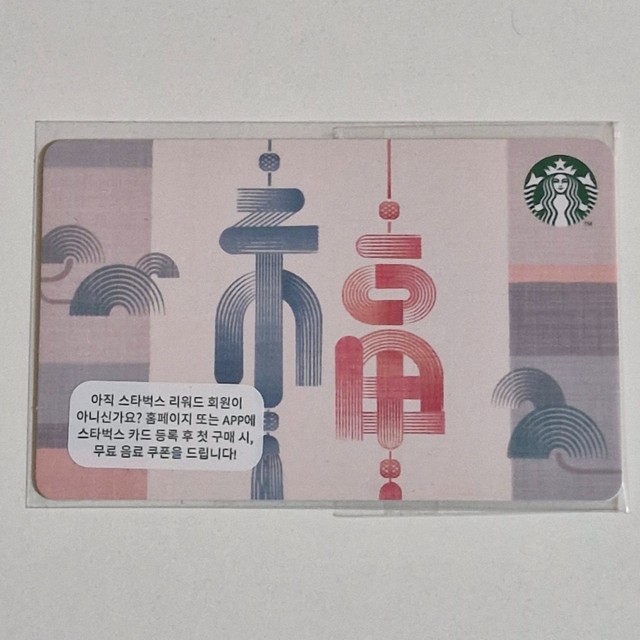 福
TM
아직 스타벅스 리워드 회원이
아니신가요? 홈페이지 또는 APP에
스타벅스 카드 등록 후 첫 구매 시,
무료 음료 쿠폰을 드립니다!